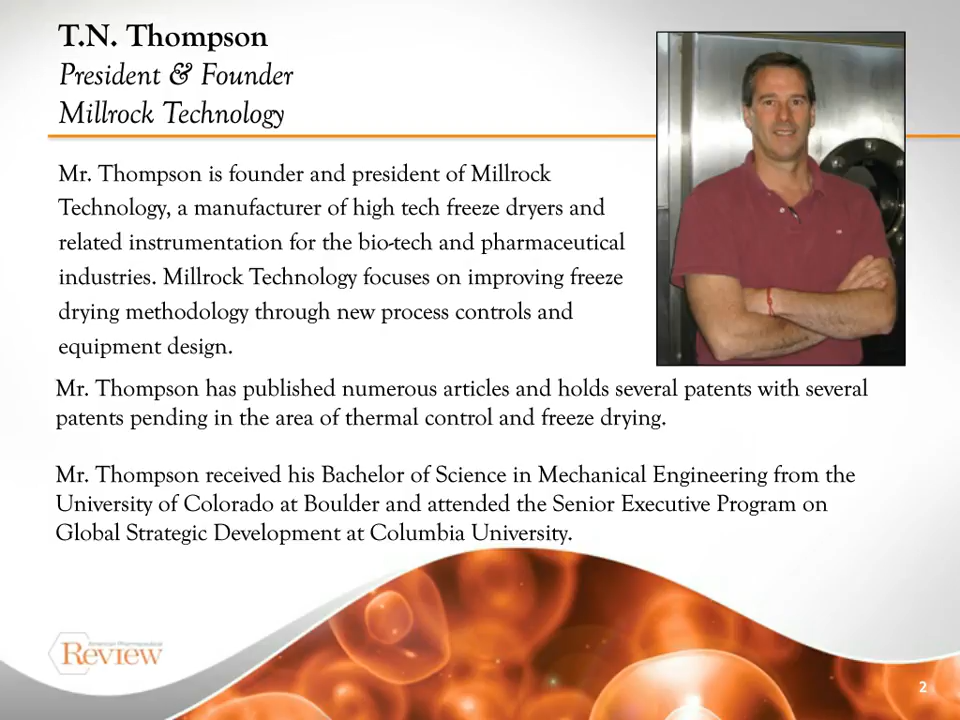 T.N. Thompson
President & Founder
Millrock Technology
Mr. Thompson is founder and president of Millrock
Technology, a manufacturer of high tech freeze dryers and
related instrumentation for the bio-tech and pharmaceutical
industries. Millrock Technology focuses on improving freeze
drying methodology through new process controls and
equipment design.
Mr. Thompson has published numerous articles and holds several patents with several
patents pending in the area of thermal control and freeze drying.
Mr. Thompson received his Bachelor of Science in Mechanical Engineering from the
University of Colorado at Boulder and attended the Senior Executive Program on
Global Strategic Development at Columbia University.
American Pharmaceutical
Review
2